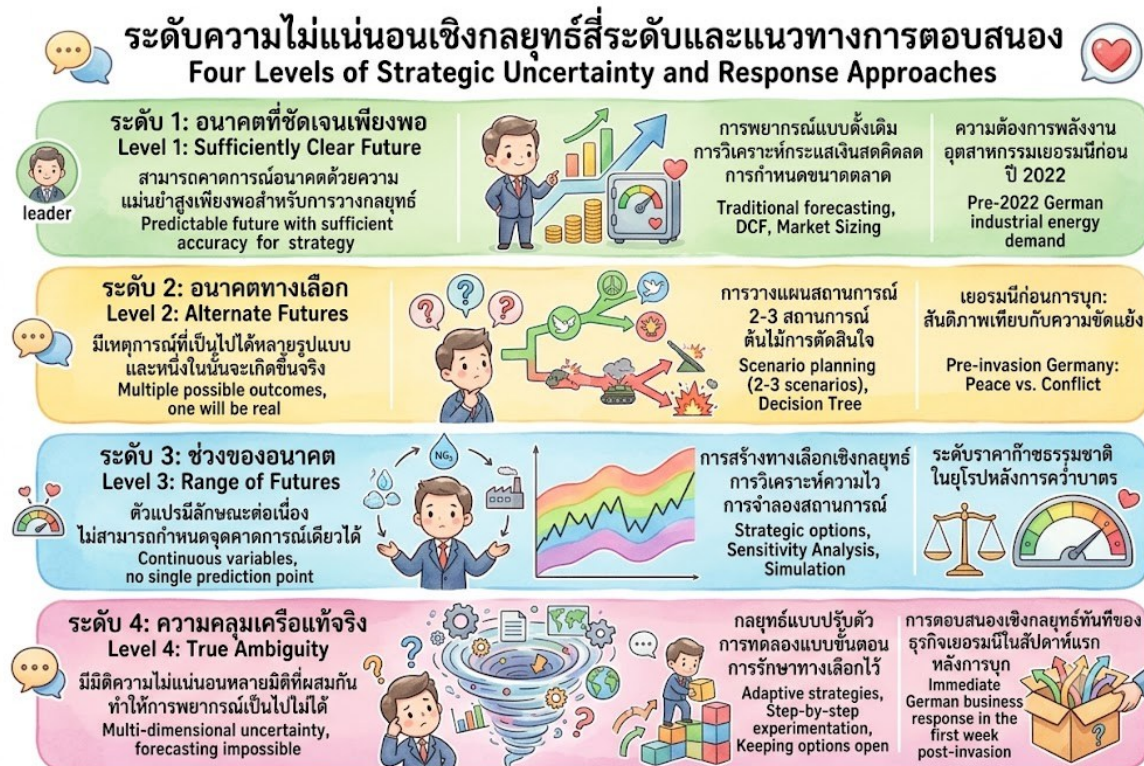 ระดับความไม่แน่นอนเชิงกลยุทธ์สี่ระดับและแนวทางการตอบสนอง
Four Levels of Strategic Uncertainty and Response Approaches
leader
ระดับ 1: อนาคตที่ชัดเจนเพียงพอ
Level 1: Sufficiently Clear Future
สามารถคาดการณ์อนาคตด้วยความ
แม่นยำสูงเพียงพอสำหรับการวางกลยุทธ์
Predictable future with sufficient
accuracy for strategy
การพยากรณ์แบบดั้งเดิม
การวิเคราะห์กระแสเงินสดคิดลด
การกำหนดขนาดตลาด
Traditional forecasting,
DCF, Market Sizing
ความต้องการพลังงาน
อุตสาหกรรมเยอรมนีก่อน
ปี 2022
Pre-2022 German
industrial energy
demand
ระดับ 2: อนาคตทางเลือก
Level 2: Alternate Futures
มีเหตุการณ์ที่เป็นไปได้หลายรูปแบบ
และหนึ่งในนั้นจะเกิดขึ้นจริง
Multiple possible outcomes,
one will be real
? ? ?
การวางแผนสถานการณ์
2-3 สถานการณ์
ต้นไม้การตัดสินใจ
Scenario planning
(2-3 scenarios),
Decision Tree
เยอรมนีก่อนการบุก:
สันติภาพเทียบกับความขัดแย้ง
Pre-invasion Germany:
Peace vs. Conflict
ระดับ 3: ช่วงของอนาคต
Level 3: Range of Futures
ตัวแปรมีลักษณะต่อเนื่อง
ไม่สามารถกำหนดจุดคาดการณ์เดียวได้
Continuous variables,
no single prediction point
NG₃
การสร้างทางเลือกเชิงกลยุทธ์
การวิเคราะห์ความไว
การจำลองสถานการณ์
Strategic options,
Sensitivity Analysis,
Simulation
ระดับราคาก๊าซธรรมชาติ
ในยุโรปหลังการคว่ำบาตร
ระดับ 4: ความคลุมเครือแท้จริง
Level 4: True Ambiguity
มีมิติความไม่แน่นอนหลายมิติที่ผสมกัน
ทำให้การพยากรณ์เป็นไปไม่ได้
Multi-dimensional uncertainty,
forecasting impossible
? ? ? ?
กลยุทธ์แบบปรับตัว
การทดลองแบบขั้นตอน
การรักษาทางเลือกไว้
Adaptive strategies,
Step-by-step
experimentation,
Keeping options open
การตอบสนองเชิงกลยุทธ์ทันทีของ
ธุรกิจเยอรมนีในสัปดาห์แรก
หลังการบุก
Immediate
German business
response in the
first week
post-invasion
?